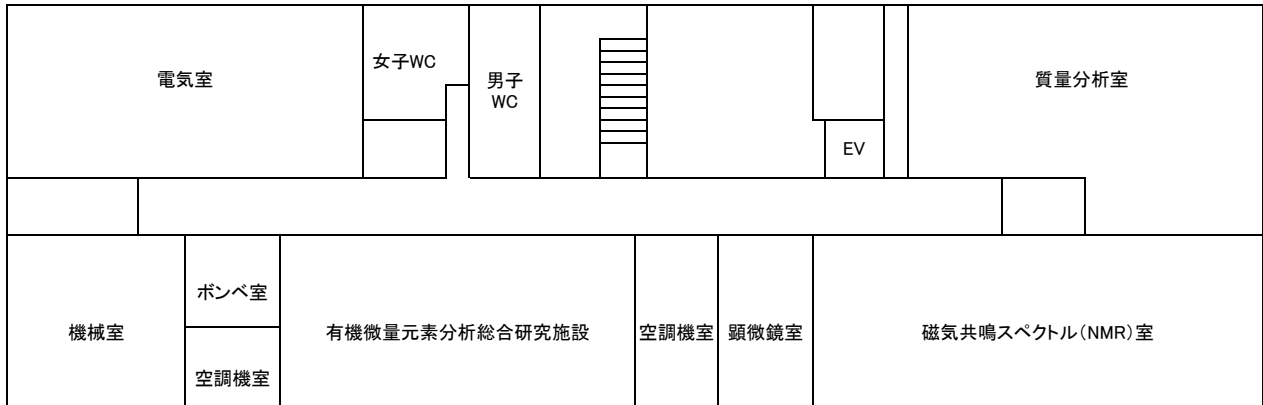 電気室
女子WC
男子
WC
EV
質量分析室
機械室
ボンベ室
空調機室
有機微量元素分析総合研究施設
空調機室
顕微鏡室
磁気共鳴スペクトル(NMR)室